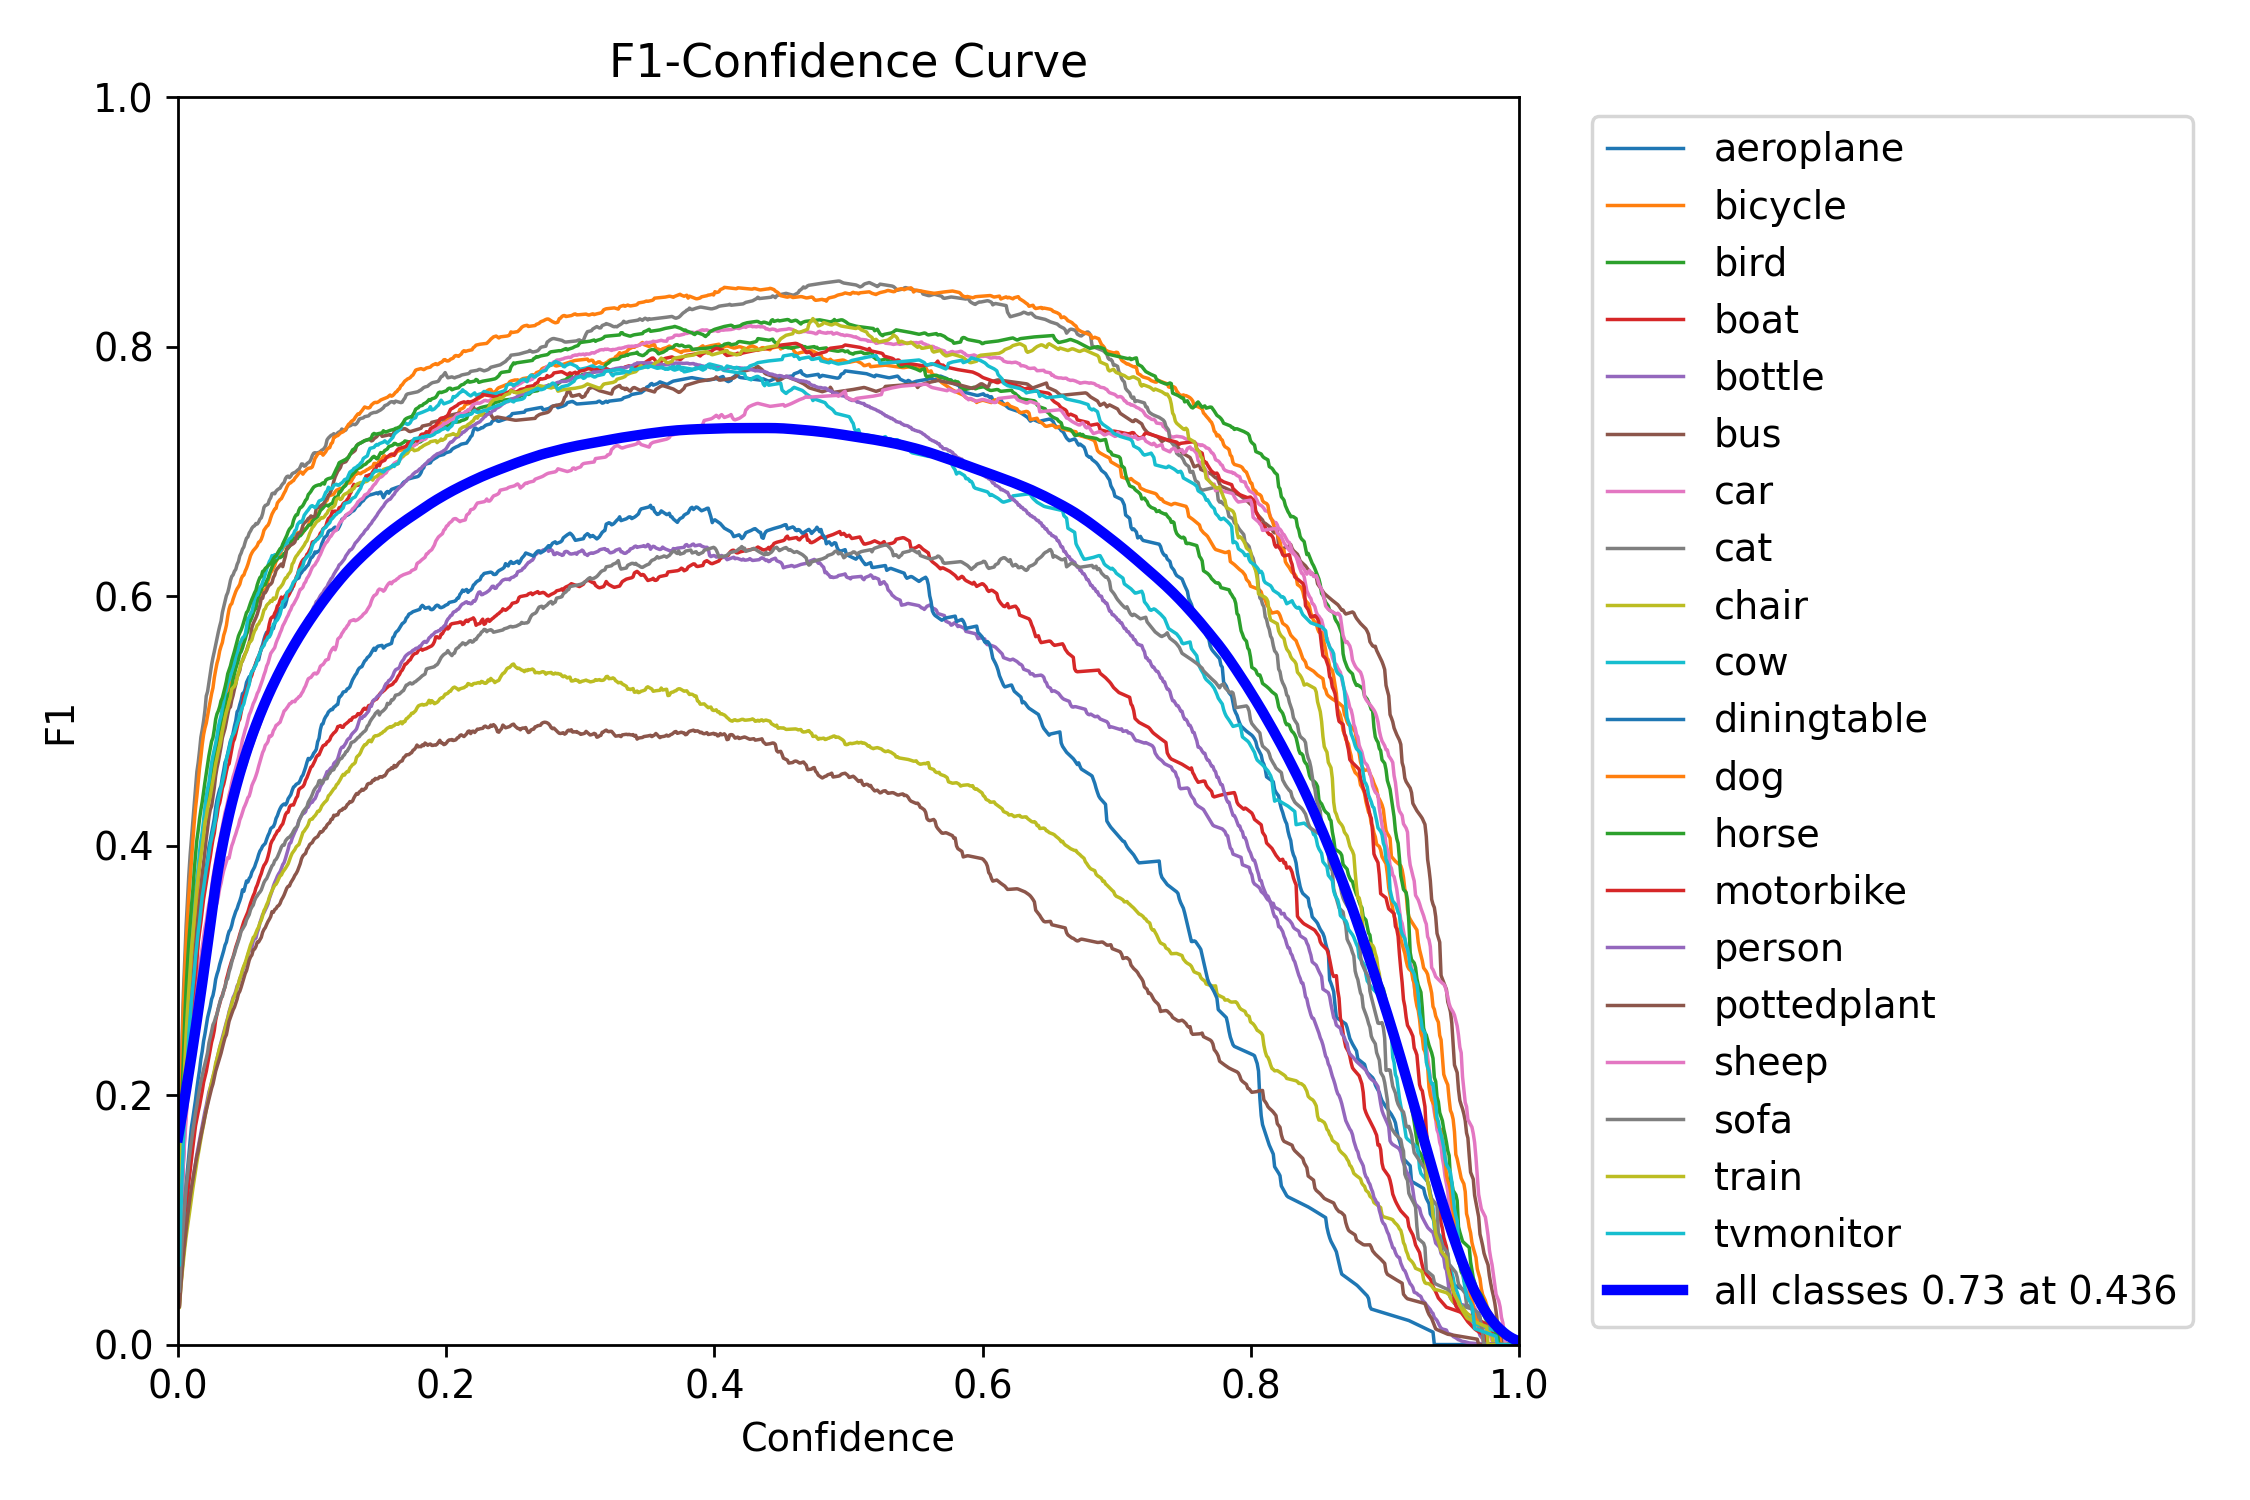 F1-Confidence Curve
1.0
0.8
0.6
0.4
0.2
0.0
F1
0.0 0.2 0.4 0.6 0.8 1.0
Confidence
aeroplane
bicycle
bird
boat
bottle
bus
car
cat
chair
cow
diningtable
dog
horse
motorbike
person
pottedplant
sheep
sofa
train
tvmonitor
all classes 0.73 at 0.436